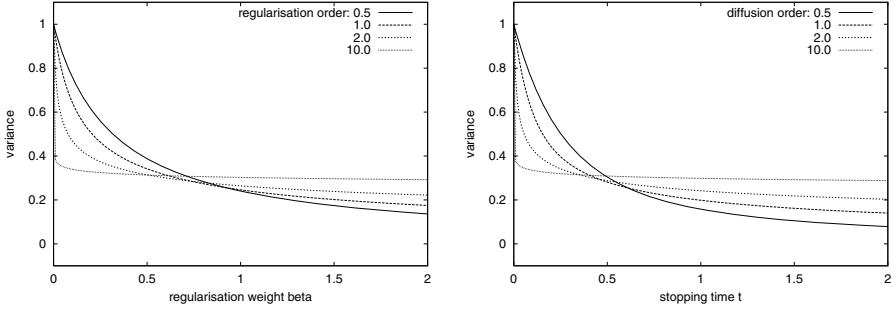 regularisation order: 0.5
1.0
2.0
10.0
1
0.8
0.6
0.4
0.2
0
variance
0 0.5 1 1.5 2
regularisation weight beta
diffusion order: 0.5
1.0
2.0
10.0
1
0.8
0.6
0.4
0.2
0
variance
0 0.5 1 1.5 2
stopping time t